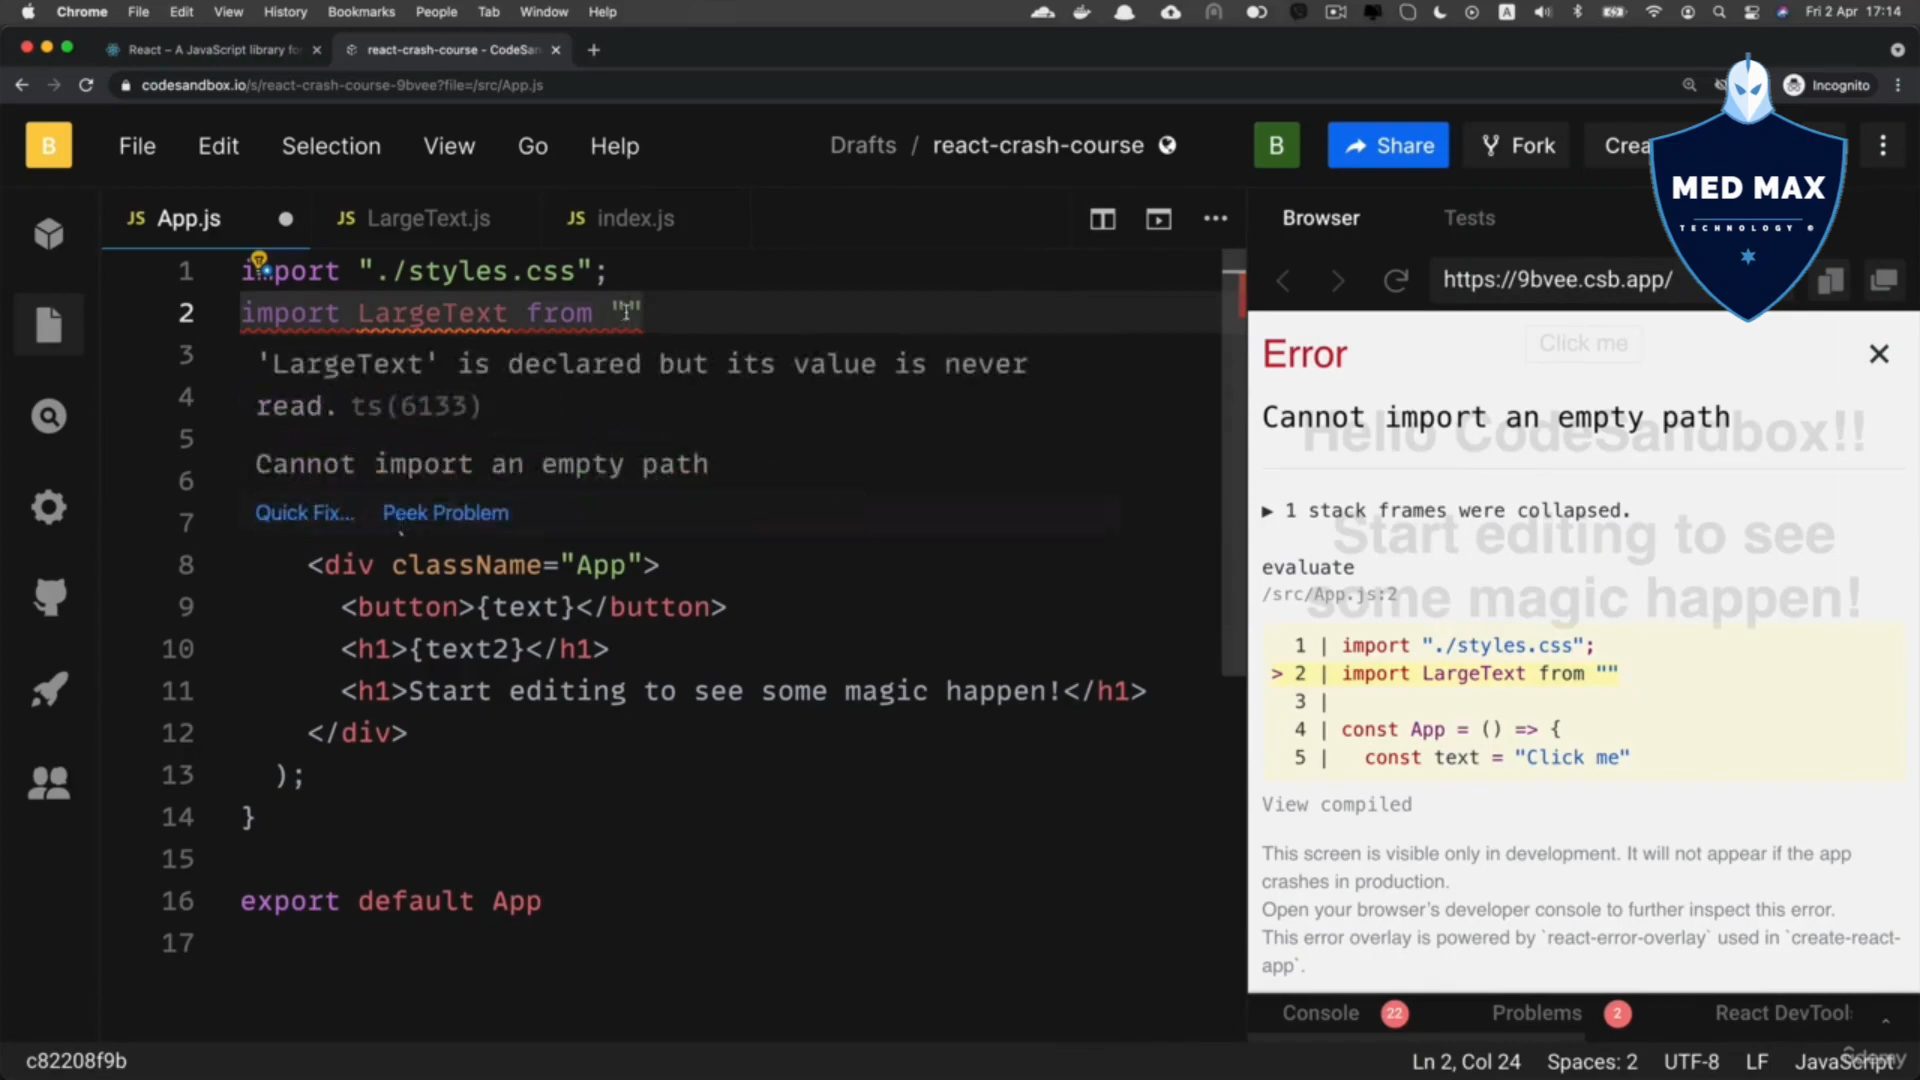 Chrome File Edit View History Bookmarks People Tab Window Help
A
Fri 2 Apr 17:14
React – A JavaScript library fo
react-crash-course - CodeSan
codesandbox.io/s/react-crash-course-9bvee?file=/src/App.js
Incognito
B File Edit Selection View Go Help
Drafts / react-crash-course
B Share Fork Crea
MED MAX
TECHNOLOGY ®
JS App.js
JS LargeText.js
JS index.js
Browser Tests
https://9bvee.csb.app/
1 import "./styles.css";
2 import LargeText from ""
3
'LargeText' is declared but its value is never
4
read. ts(6133)
5
6
Cannot import an empty path
7
Quick Fix... Peek Problem
8 <div className="App">
9 <button>{text}</button>
10 <h1>{text2}</h1>
11 <h1>Start editing to see some magic happen!</h1>
12 </div>
13 );
14 }
15
16 export default App
17
Click me
Error
Cannot import an empty path
Hello CodeSandbox!!
▶ 1 stack frames were collapsed.
Start editing to see
some magic happen!
evaluate
/src/App.js:2
1 | import "./styles.css";
> 2 | import LargeText from ""
3 |
4 | const App = () => {
5 | const text = "Click me"
View compiled
This screen is visible only in development. It will not appear if the app
crashes in production.
Open your browser's developer console to further inspect this error.
This error overlay is powered by `react-error-overlay` used in `create-react-
app`.
Console 22 Problems 2 React DevTool
c82208f9b
Ln 2, Col 24 Spaces: 2 UTF-8 LF JavaScript
ûdemy